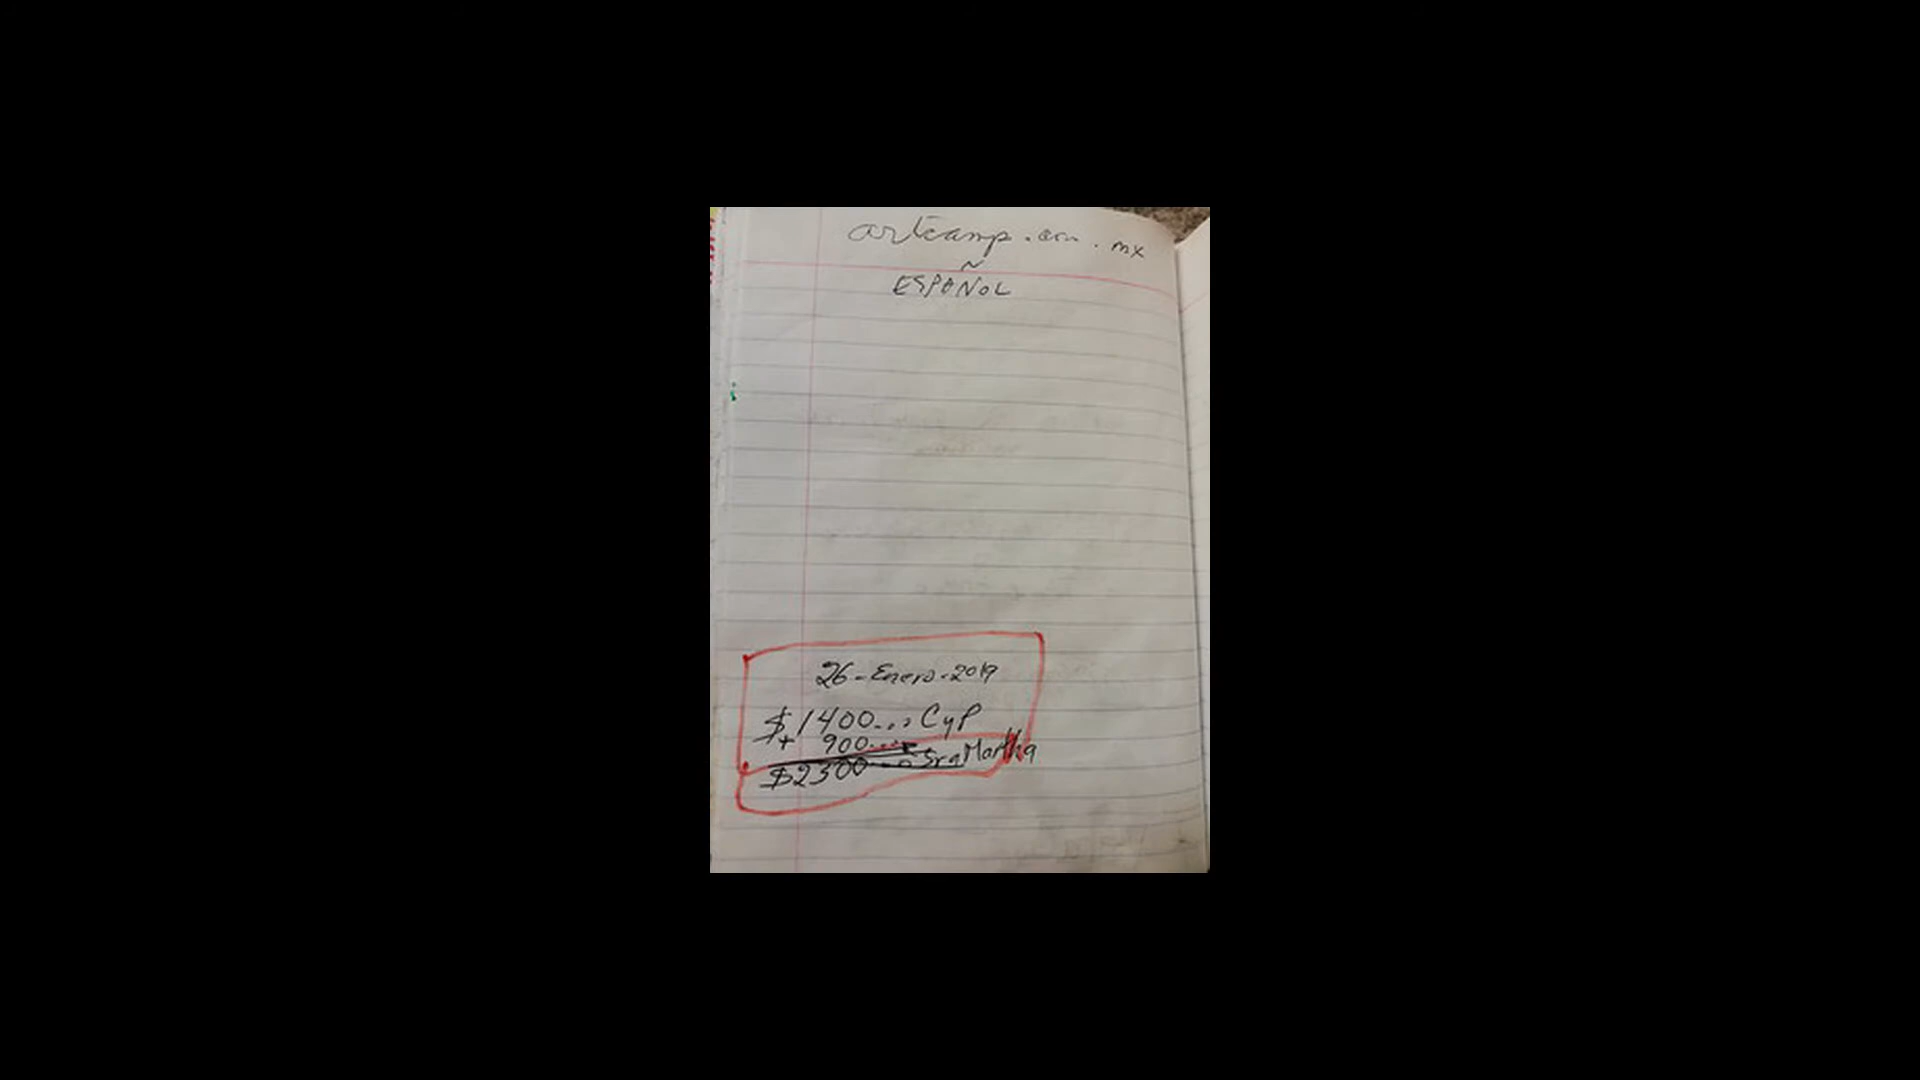 artcamp.com.mx
ESPAÑOL
26-Enero-2019
$1400... CyP
+ 900....
$2300... Sra Martha